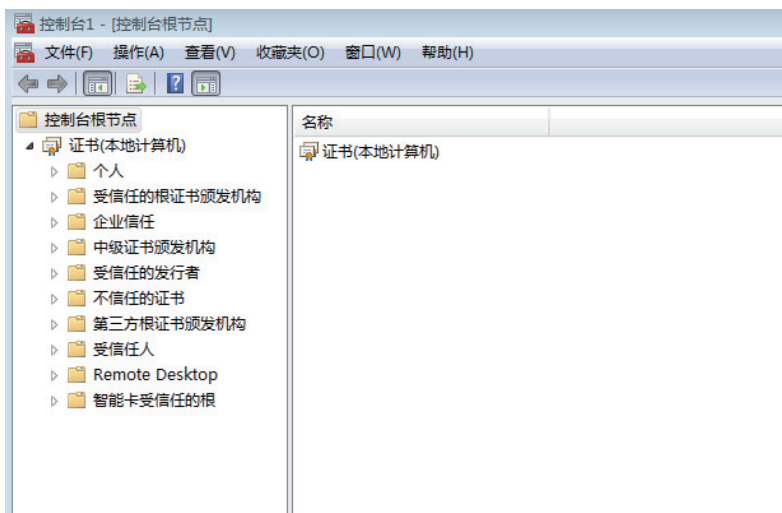 控制台1 - [控制台根节点]
文件(F) 操作(A) 查看(V) 收藏夹(O) 窗口(W) 帮助(H)
控制台根节点
证书(本地计算机)
个人
受信任的根证书颁发机构
企业信任
中级证书颁发机构
受信任的发行者
不信任的证书
第三方根证书颁发机构
受信任人
Remote Desktop
智能卡受信任的根
名称
证书(本地计算机)